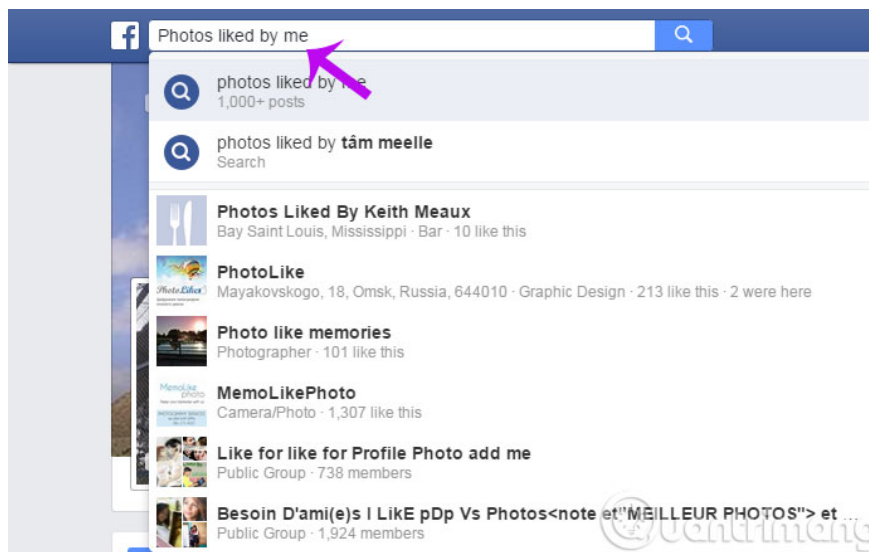 f
Photos liked by me
photos liked by me
1,000+ posts
photos liked by tâm meelle
Search
Photos Liked By Keith Meaux
Bay Saint Louis, Mississippi · Bar · 10 like this
PhotoLike
Mayakovskogo, 18, Omsk, Russia, 644010 · Graphic Design · 213 like this · 2 were here
Photo like memories
Photographer · 101 like this
MemoLikePhoto
Camera/Photo · 1,307 like this
Like for like for Profile Photo add me
Public Group · 738 members
Besoin D'ami(e)s I LikE pDp Vs Photos<note et"MEILLEUR PHOTOS"> et ...
Public Group · 1,924 members
Quantrimang